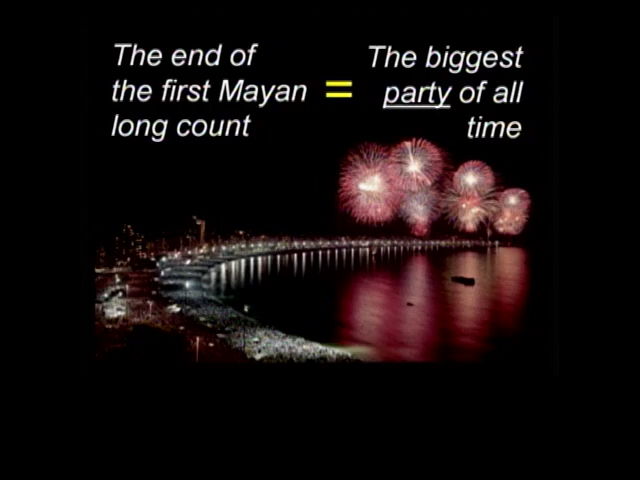 The end of
the first Mayan
long count
=
The biggest
party of all
time